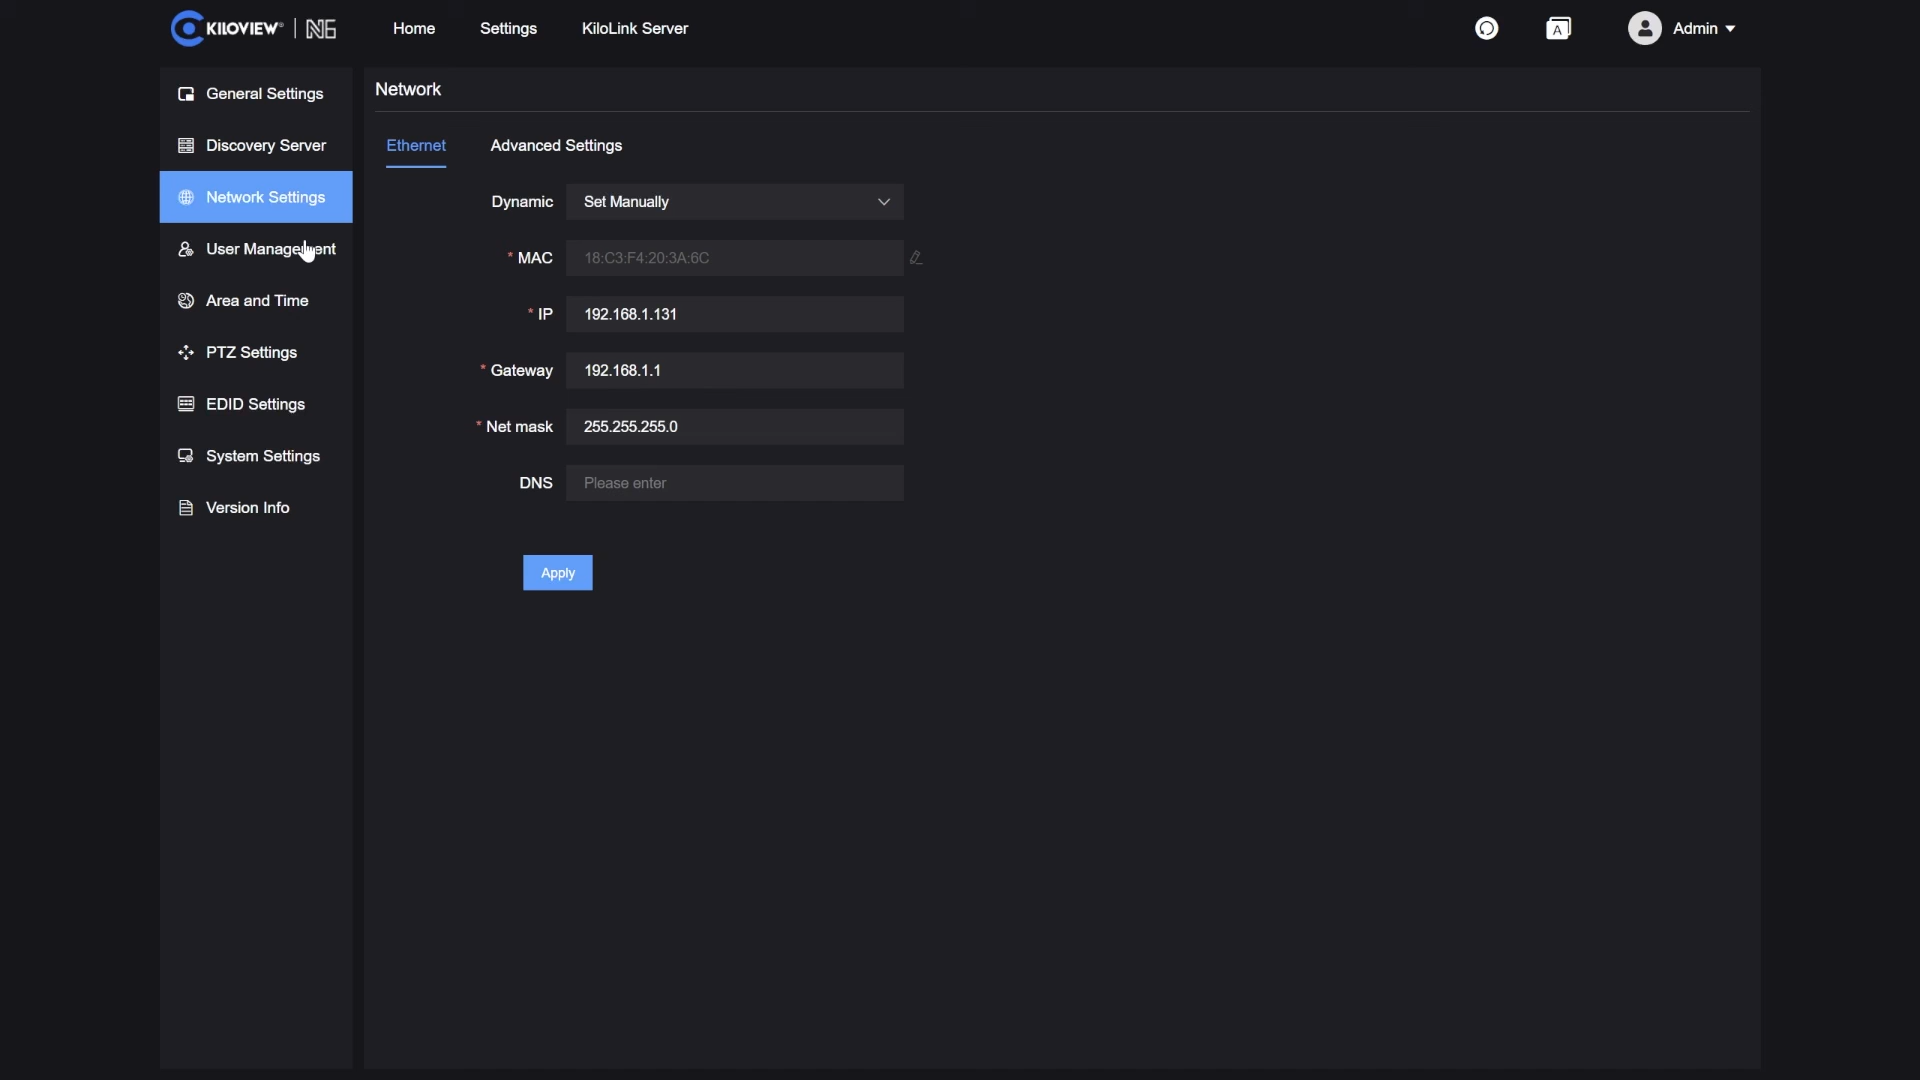 KILOVIEW® | N6
Home
Settings
KiloLink Server
A
Admin
General Settings
Discovery Server
Network Settings
User Management
Area and Time
PTZ Settings
EDID Settings
System Settings
Version Info
Network
Ethernet
Advanced Settings
Dynamic Set Manually
* MAC 18:C3:F4:20:3A:6C
* IP 192.168.1.131
* Gateway 192.168.1.1
* Net mask 255.255.255.0
DNS Please enter
Apply